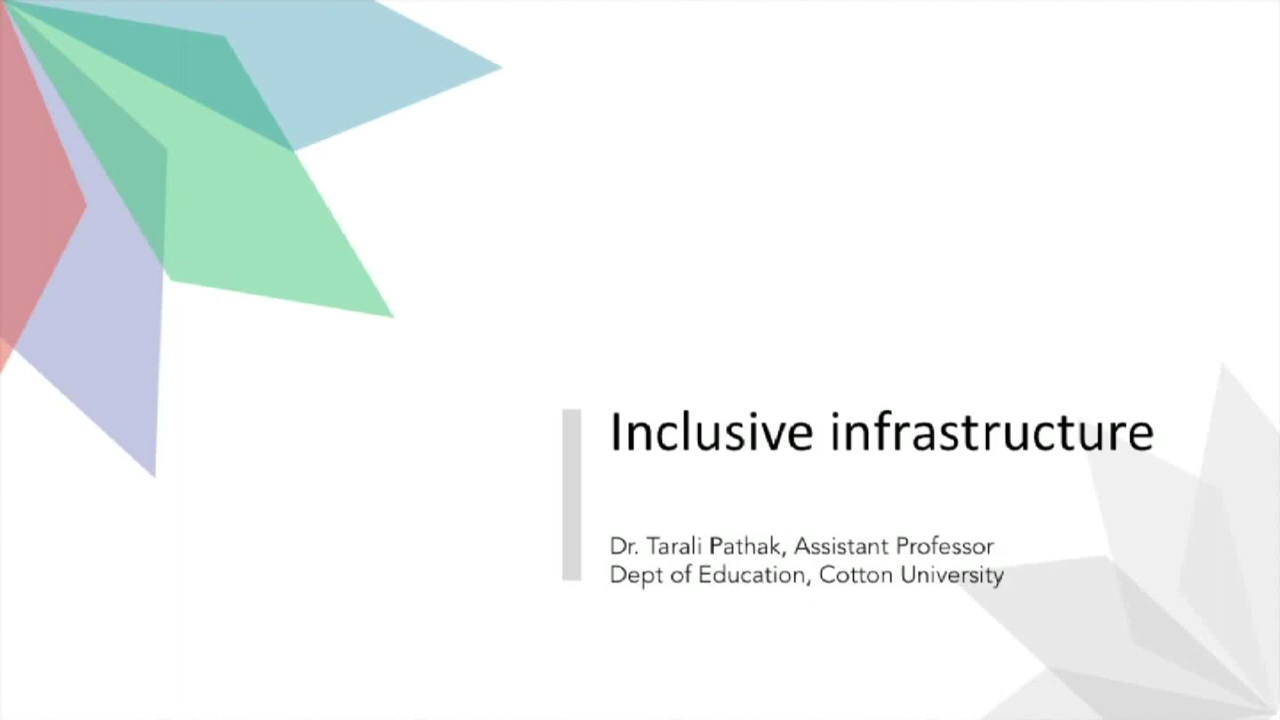 Inclusive infrastructure
Dr. Tarali Pathak, Assistant Professor
Dept of Education, Cotton University